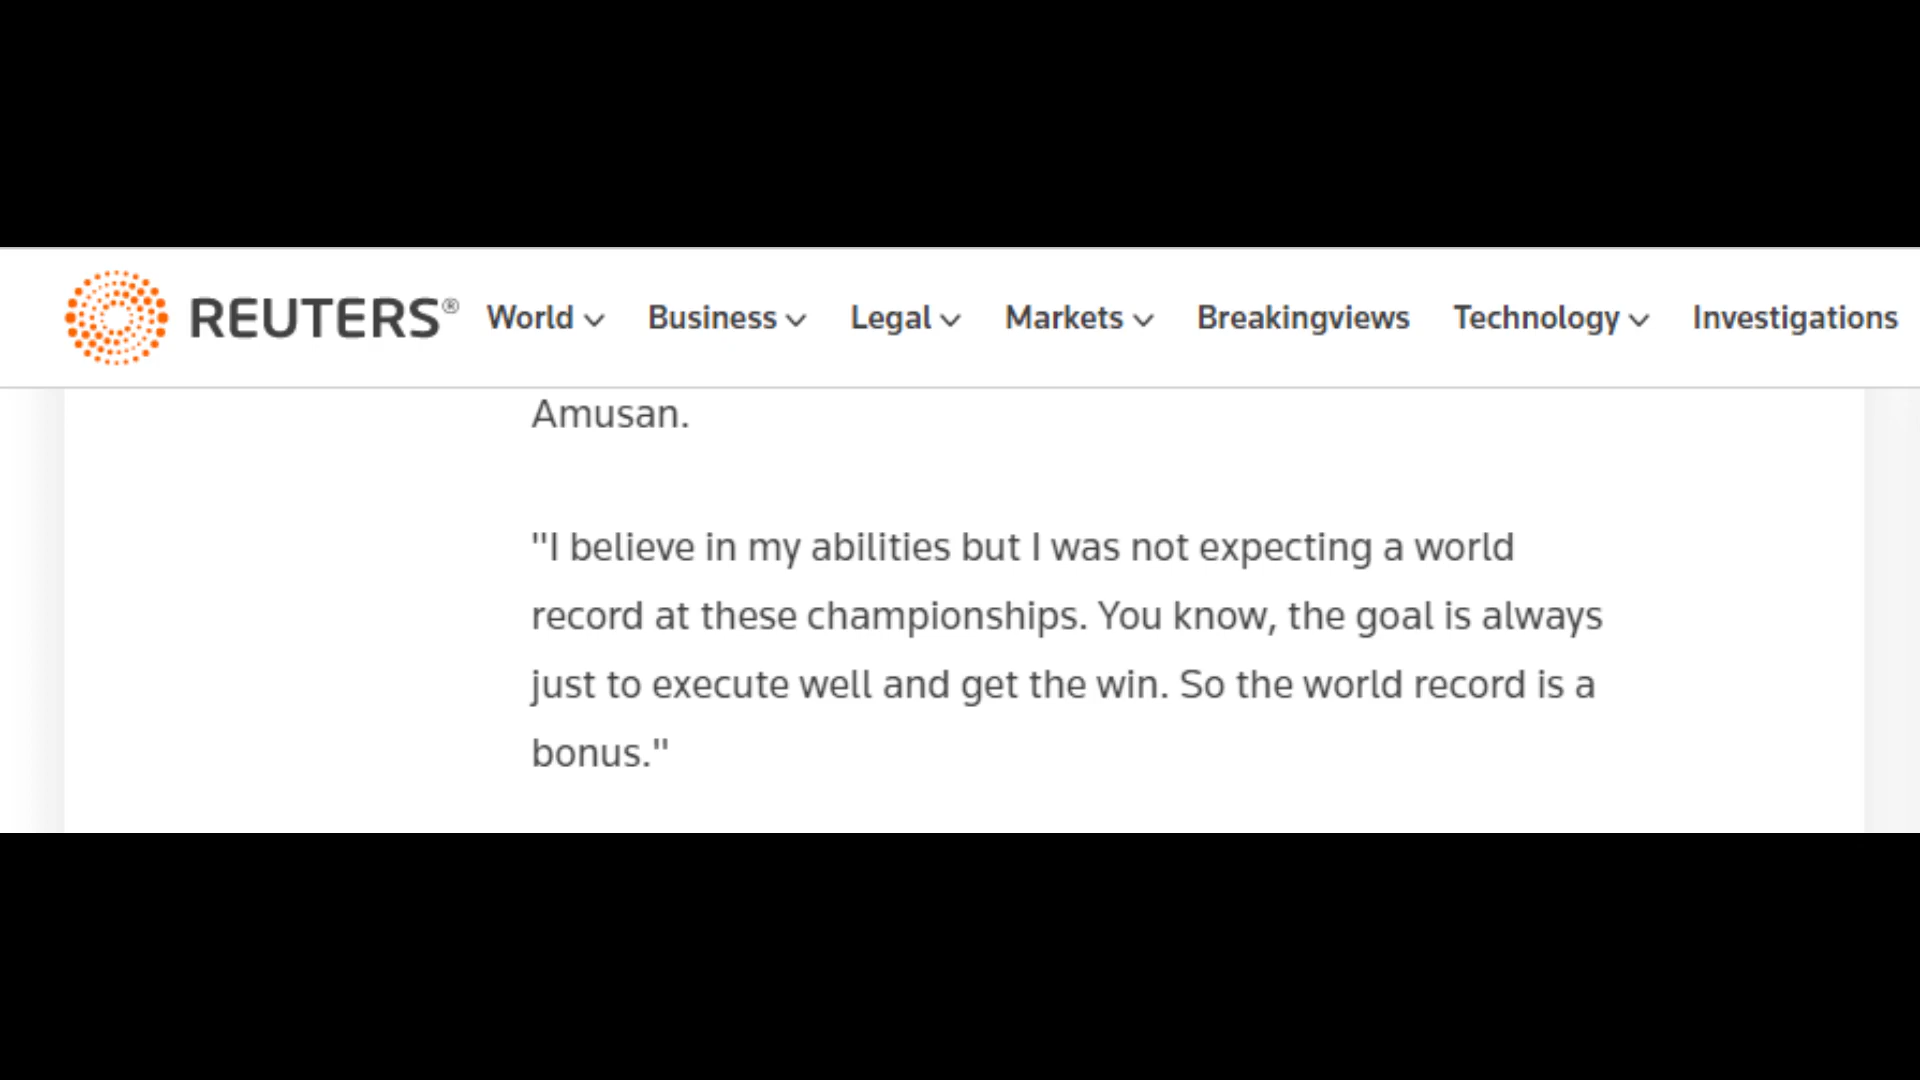 REUTERS® World Business Legal Markets Breakingviews Technology Investigations
Amusan.
"I believe in my abilities but I was not expecting a world
record at these championships. You know, the goal is always
just to execute well and get the win. So the world record is a
bonus."